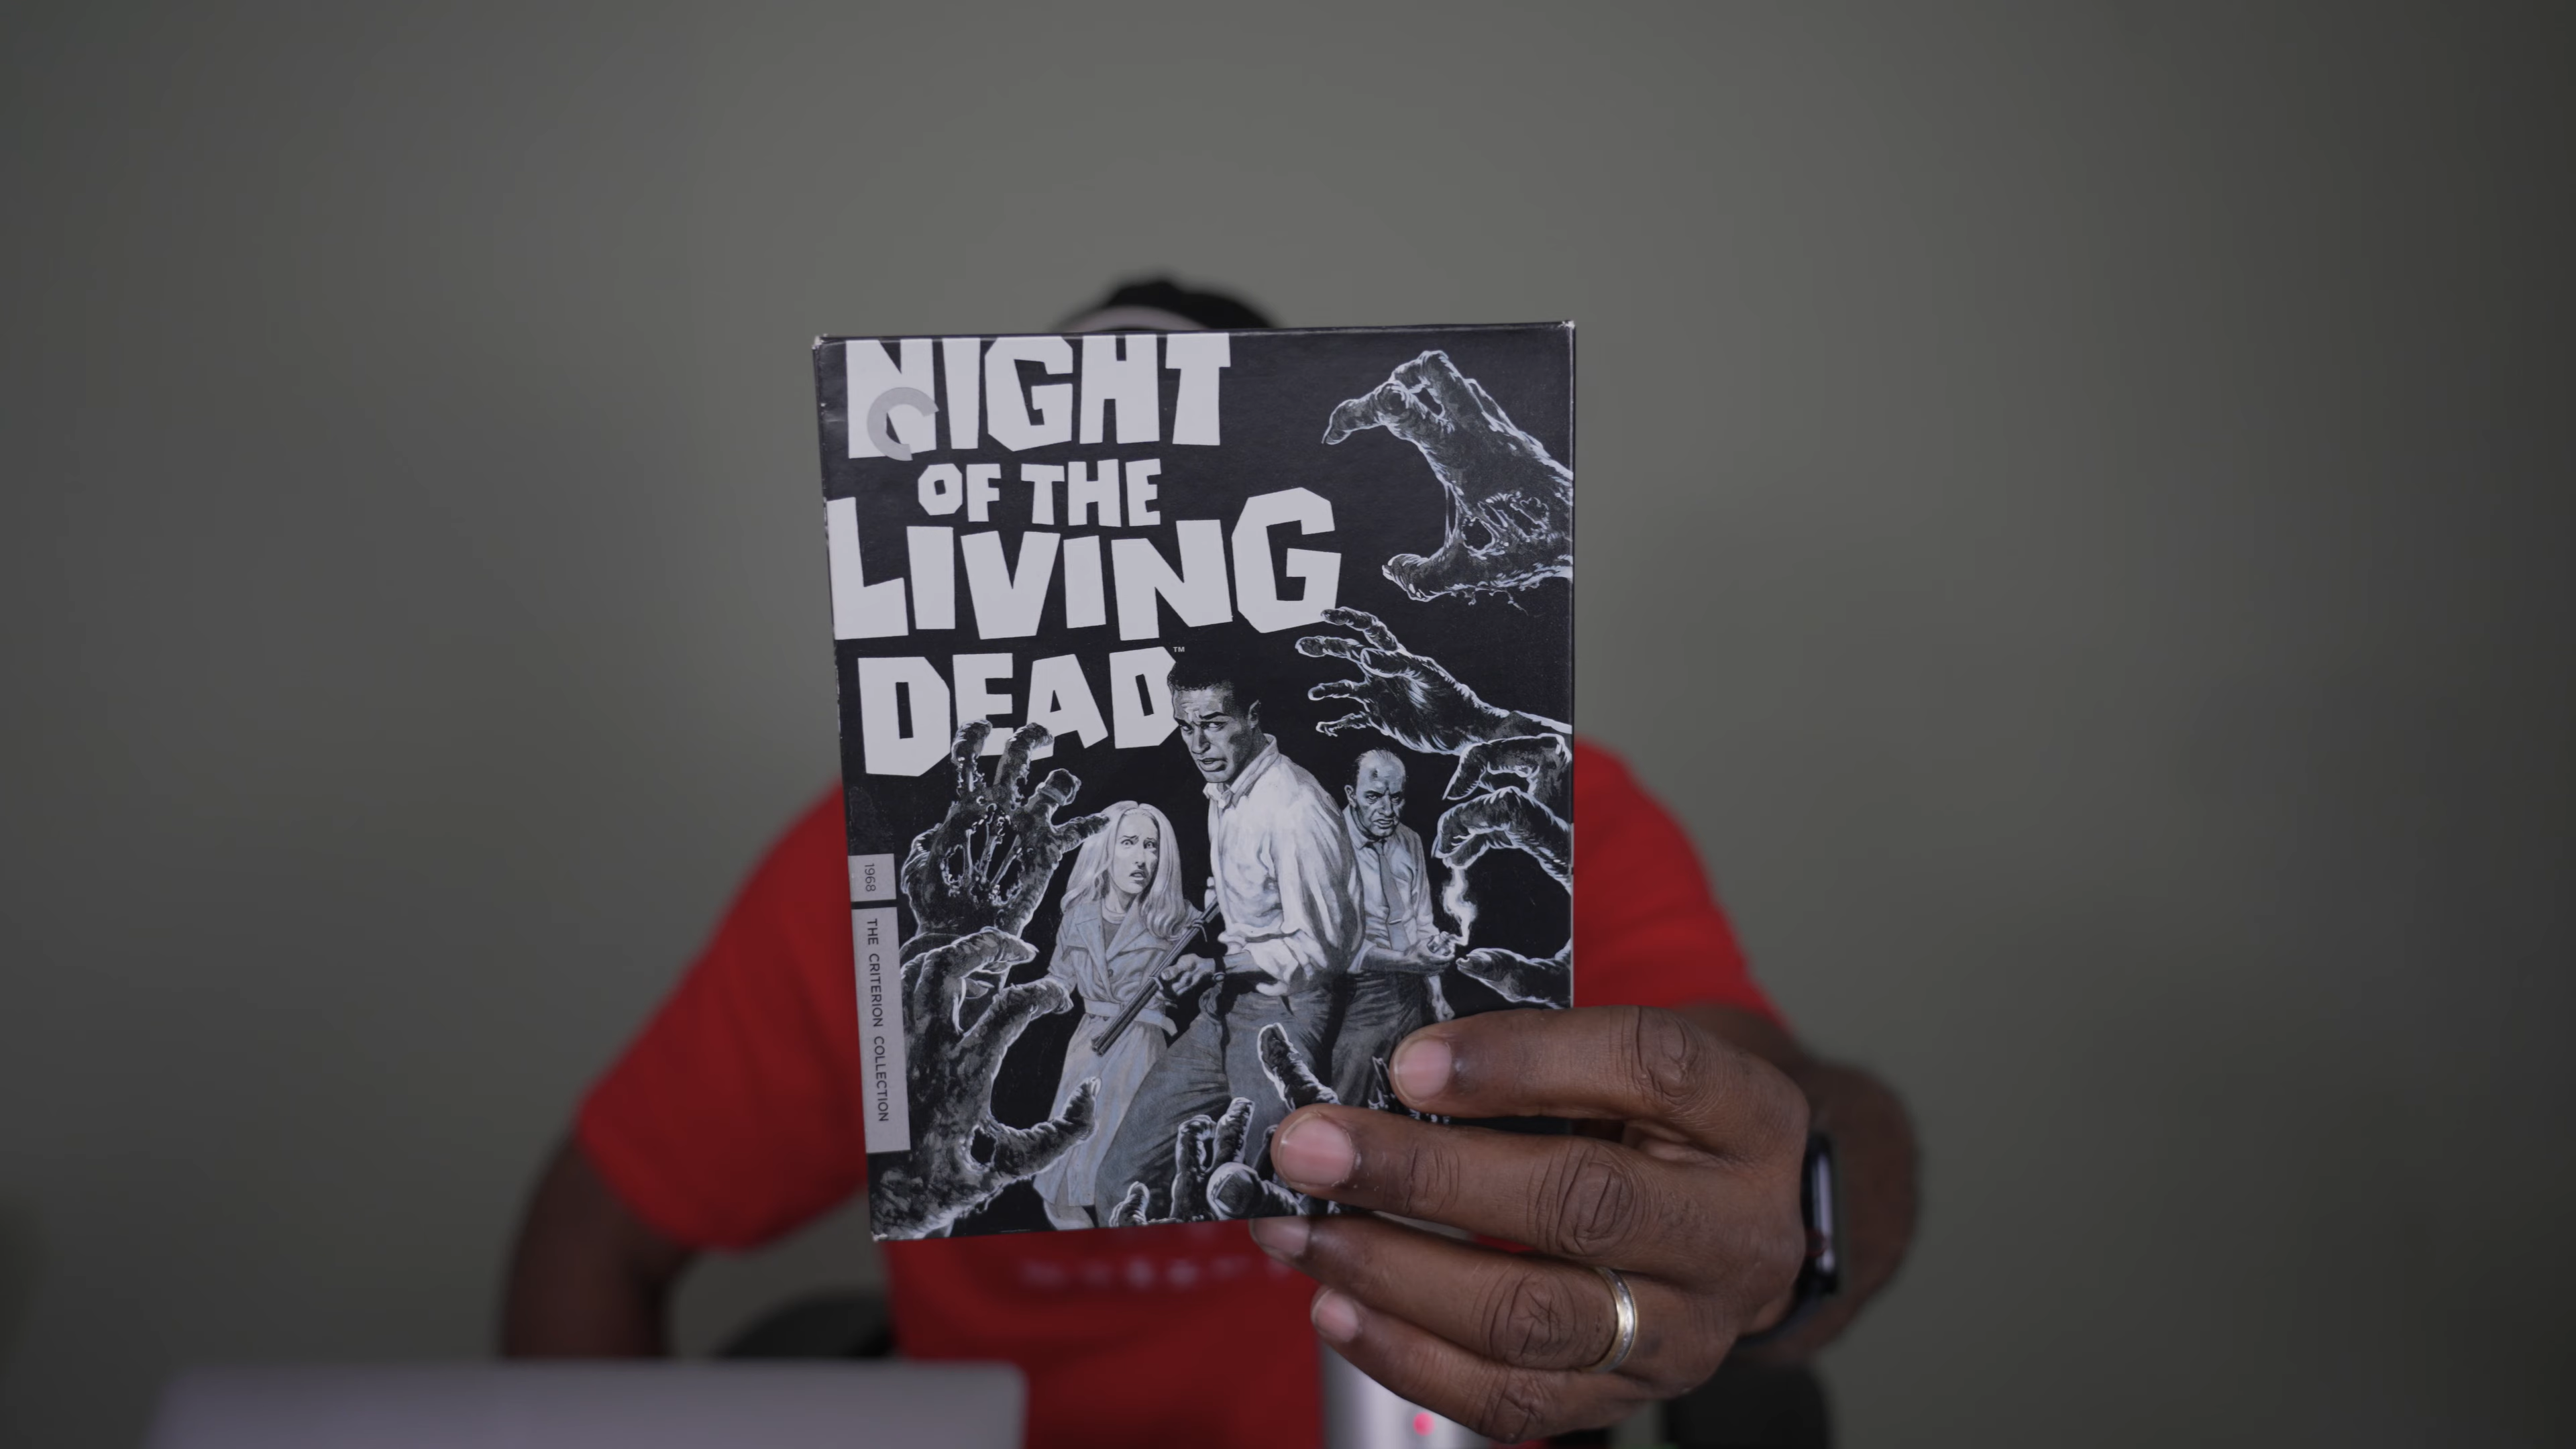 NIGHT
OF THE
LIVING
DEAD™
1968
THE CRITERION COLLECTION